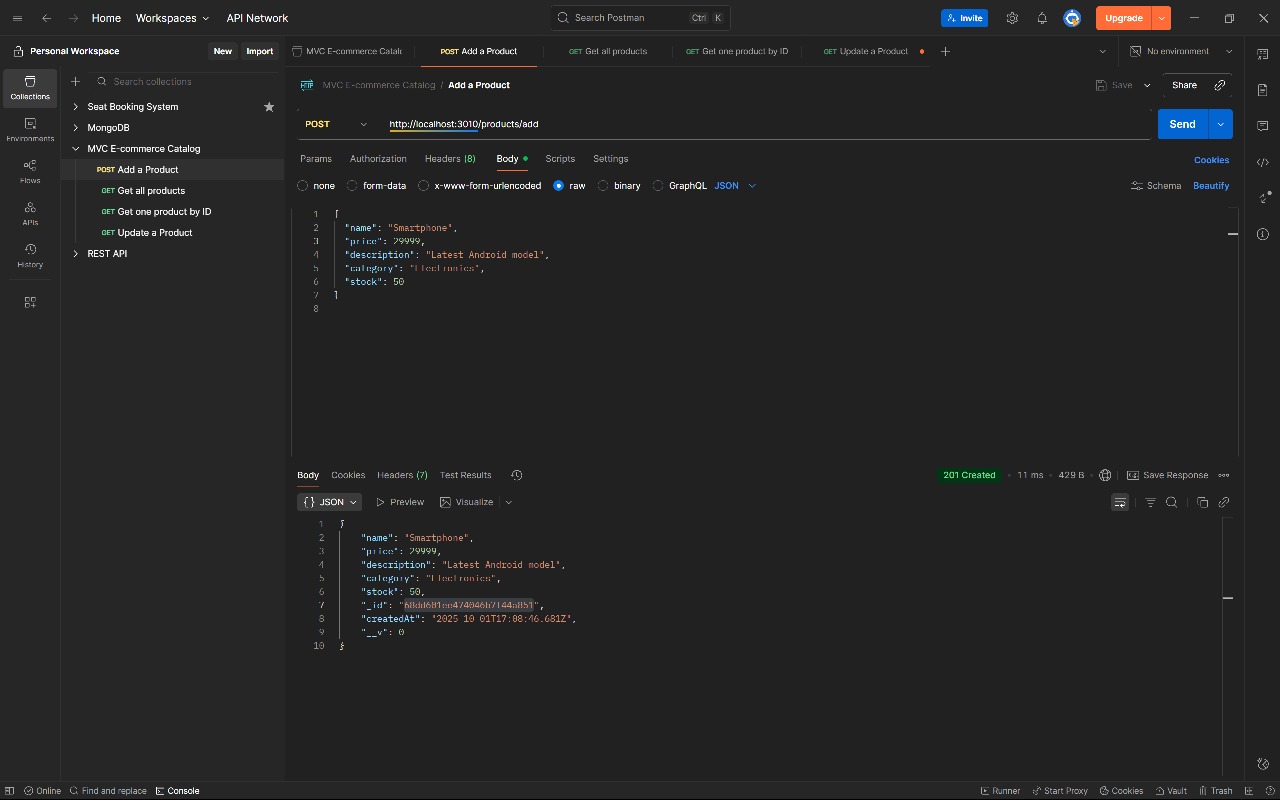 Home Workspaces API Network Search Postman Ctrl K Invite Upgrade
Personal Workspace New Import
MVC E-commerce Catalo POST Add a Product GET Get all products GET Get one product by ID GET Update a Product No environment
Collections
Environments
Flows
APIs
History
Search collections
Seat Booking System
MongoDB
MVC E-commerce Catalog
POST Add a Product
GET Get all products
GET Get one product by ID
GET Update a Product
REST API
HTTP MVC E-commerce Catalog / Add a Product Save Share
POST http://localhost:3010/products/add Send
Params Authorization Headers (8) Body Scripts Settings Cookies
none form-data x-www-form-urlencoded raw binary GraphQL JSON Schema Beautify
1 {
2 "name": "Smartphone",
3 "price": 29999,
4 "description": "Latest Android model",
5 "category": "Electronics",
6 "stock": 50
7 }
8
Body Cookies Headers (7) Test Results 201 Created 11 ms 429 B Save Response
{ } JSON Preview Visualize
1 {
2 "name": "Smartphone",
3 "price": 29999,
4 "description": "Latest Android model",
5 "category": "Electronics",
6 "stock": 50,
7 "_id":
8 "createdAt": "2025-10-01T17:08:46.681Z",
9 "__v": 0
10 }
Online Find and replace Console Runner Start Proxy Cookies Vault Trash